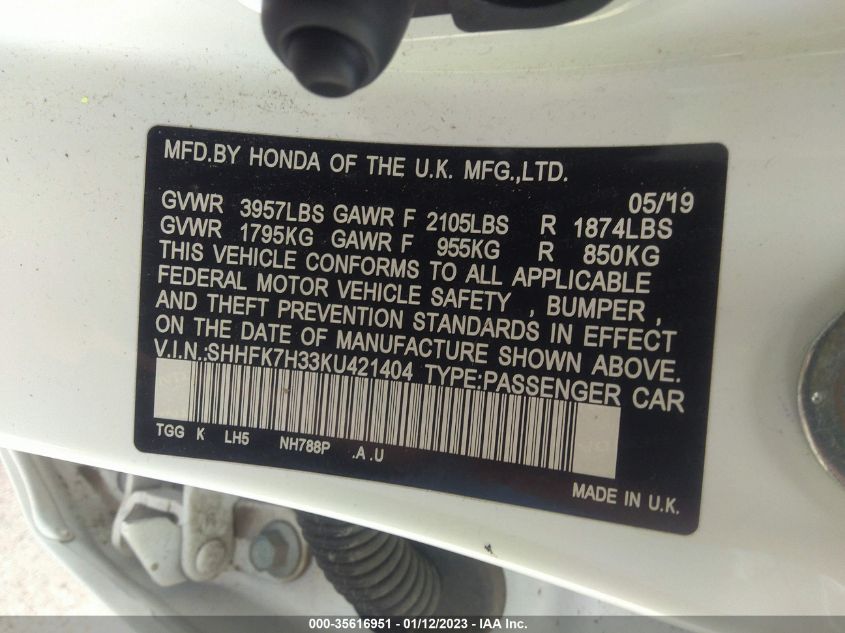 MFD.BY HONDA OF THE U.K. MFG.,LTD.
05/'19
GVWR 3957LBS GAWR F 2105LBS R 1874LBS
GVWR 1795KG GAWR F 955KG R 850KG
THIS VEHICLE CONFORMS TO ALL APPLICABLE
FEDERAL MOTOR VEHICLE SAFETY , BUMPER ,
AND THEFT PREVENTION STANDARDS IN EFFECT
ON THE DATE OF MANUFACTURE SHOWN ABOVE.
V.I.N.:SHHFK7H33KU421404 TYPE:PASSENGER CAR
TGG K LH5 NH788P .A .U
MADE IN U.K.
000-35616951 - 01/12/2023 - IAA Inc.